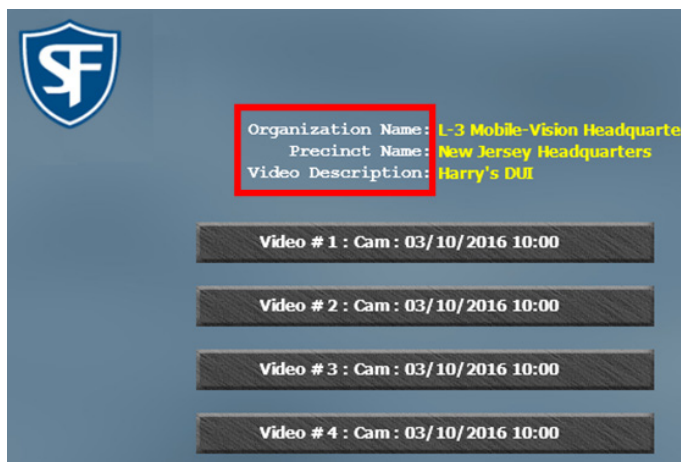 SF
Organization Name: L-3 Mobile-Vision Headquarte
Precinct Name: New Jersey Headquarters
Video Description: Harry's DUI
Video # 1 : Cam : 03/10/2016 10:00
Video # 2 : Cam : 03/10/2016 10:00
Video # 3 : Cam : 03/10/2016 10:00
Video # 4 : Cam : 03/10/2016 10:00